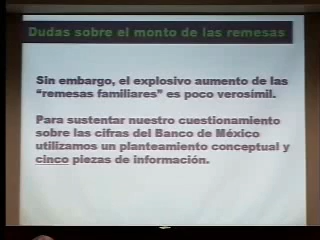 Dudas sobre el monto de las remesas
Sin embargo, el explosivo aumento de las
“remesas familiares” es poco verosímil.
Para sustentar nuestro cuestionamiento
sobre las cifras del Banco de México
utilizamos un planteamiento conceptual y
cinco piezas de información.